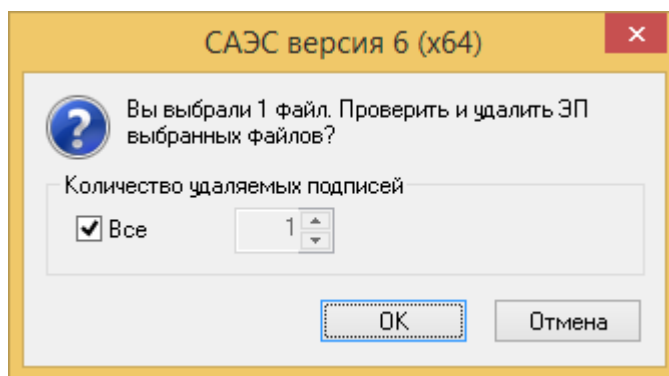 САЭС версия 6 (x64)
Вы выбрали 1 файл. Проверить и удалить ЭП
выбранных файлов?
Количество удаляемых подписей
Все 1
OK Отмена